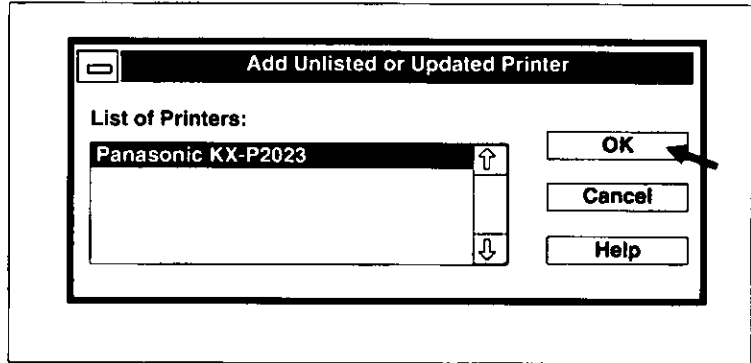 Add Unlisted or Updated Printer
List of Printers:
Panasonic KX-P2023
OK
Cancel
Help